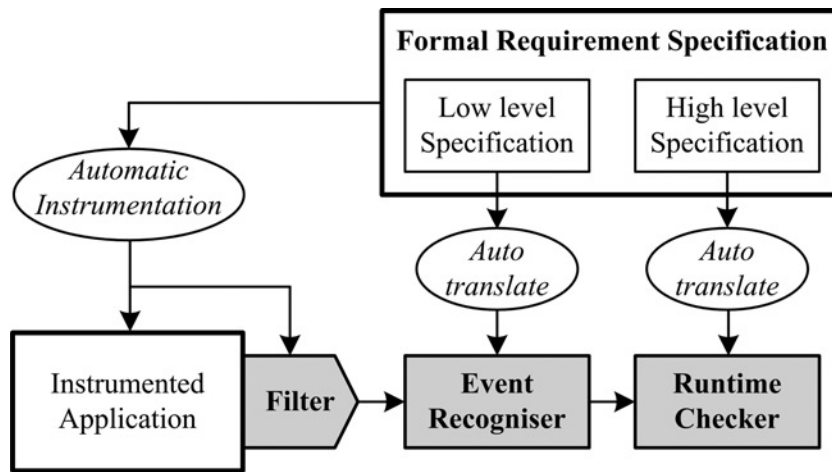 Formal Requirement Specification
Low level
Specification
High level
Specification
Automatic
Instrumentation
Auto
translate
Auto
translate
Instrumented
Application
Filter
Event
Recogniser
Runtime
Checker